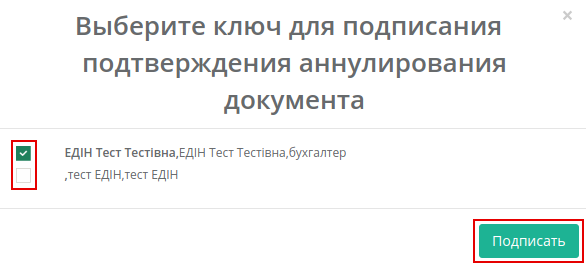 Выберите ключ для подписания
подтверждения аннулирования
документа
ЕДІН Тест Тестівна,ЕДІН Тест Тестівна,бухгалтер
,тест ЕДІН,тест ЕДІН
Подписать